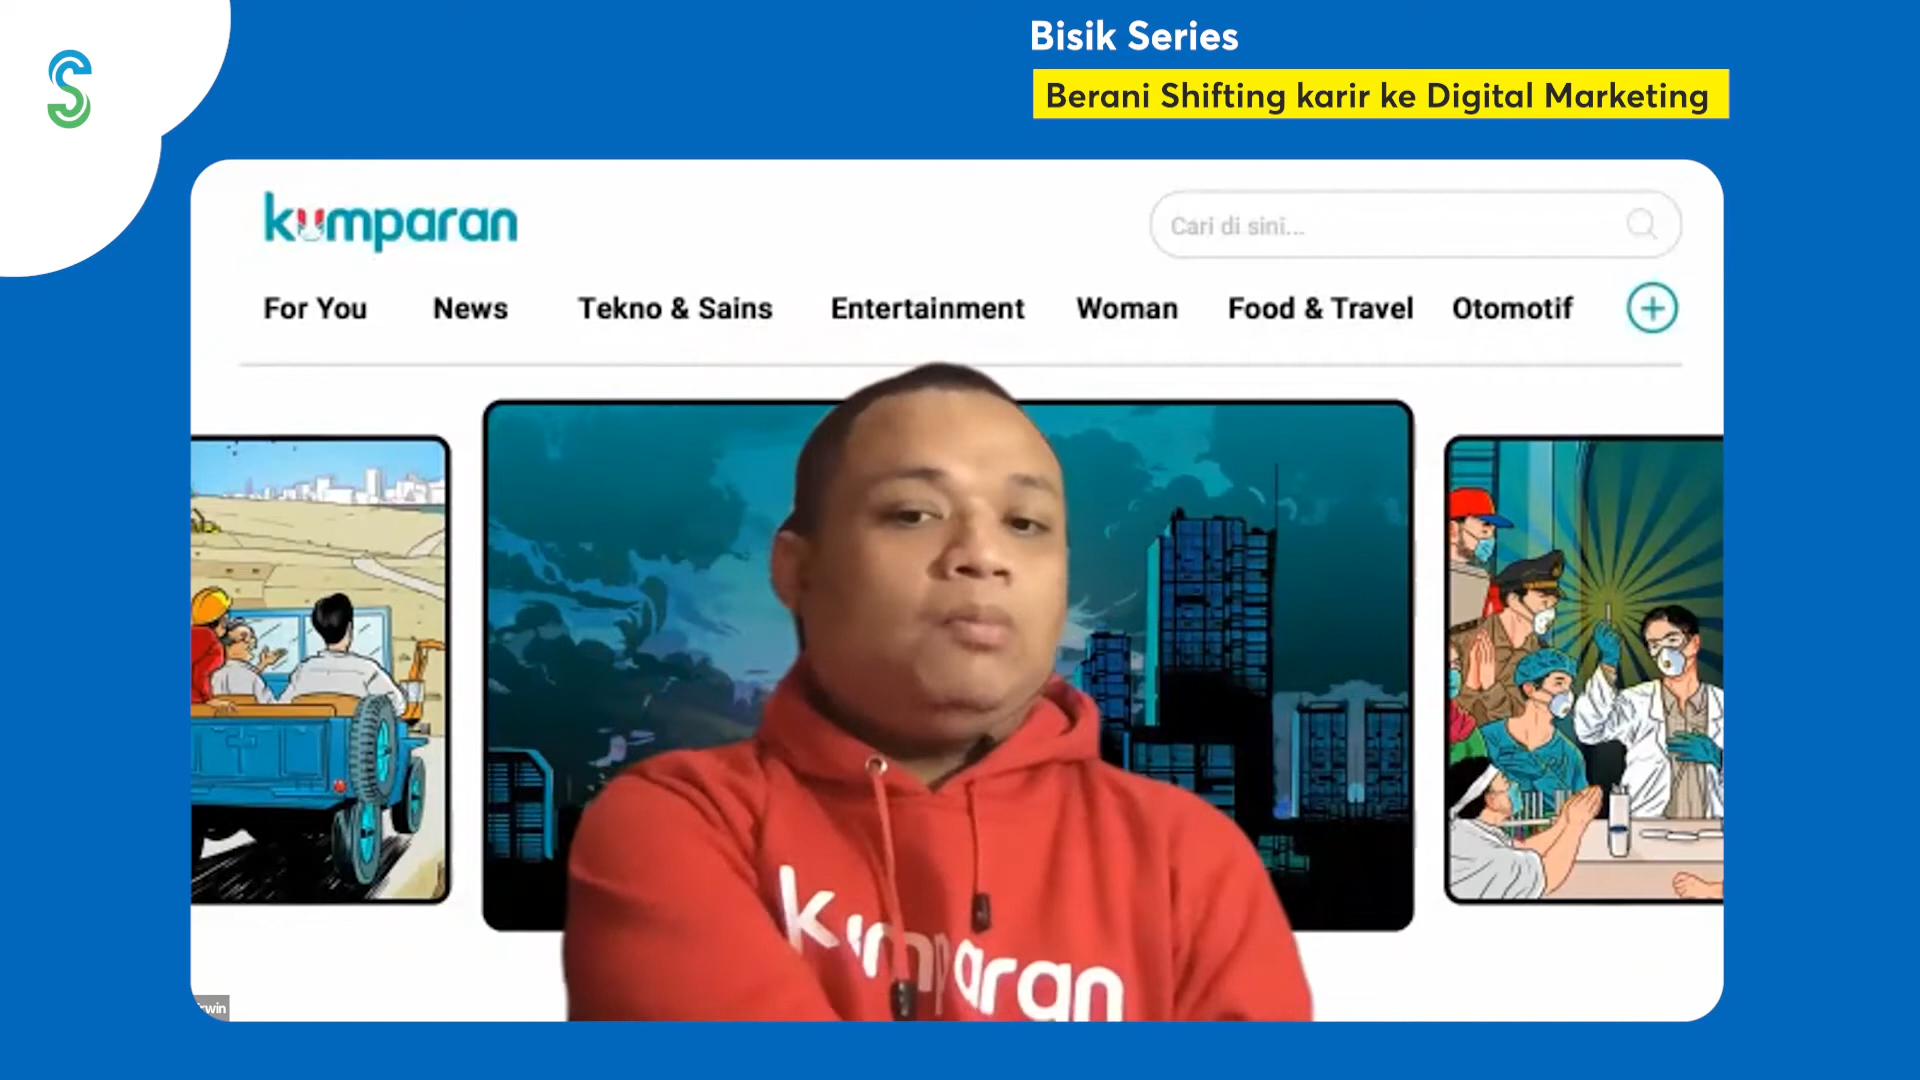 Bisik Series
Berani Shifting karir ke Digital Marketing
kumparan
Cari di sini...
For You News Tekno & Sains Entertainment Woman Food & Travel Otomotif
kumparan